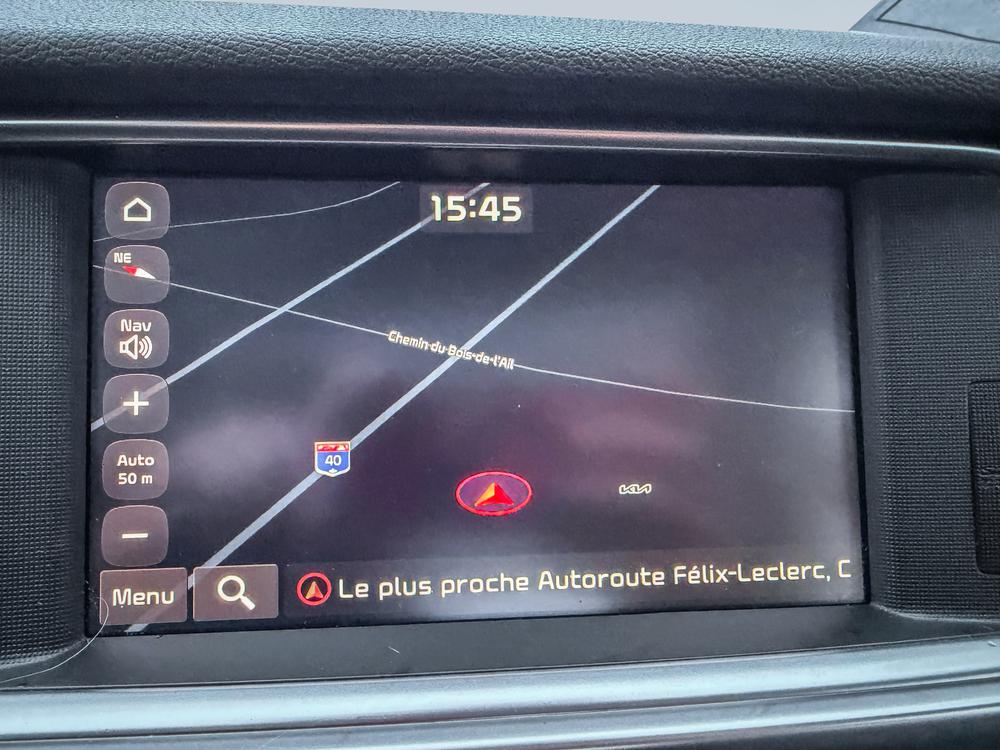 15:45
NE
Nav
Chemin-du-Bois-de-l'Ail
+
Auto
50 m
40
KIA
−
Menu
Le plus proche Autoroute Félix-Leclerc, C